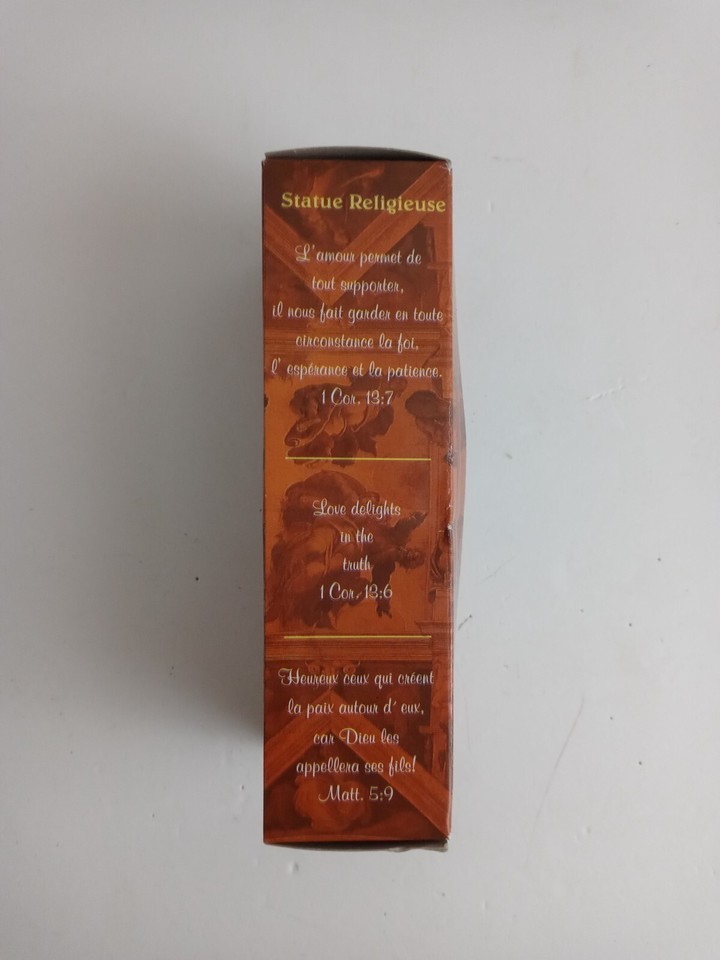 Statue Religieuse
L'amour permet de
tout supporter,
il nous fait garder en toute
circonstance la foi,
l' espérance et la patience.
1 Cor. 13:7
Love delights
in the
truth
1 Cor. 13:6
Heureux ceux qui créent
la paix autour d' eux,
car Dieu les
appellera ses fils!
Matt. 5:9